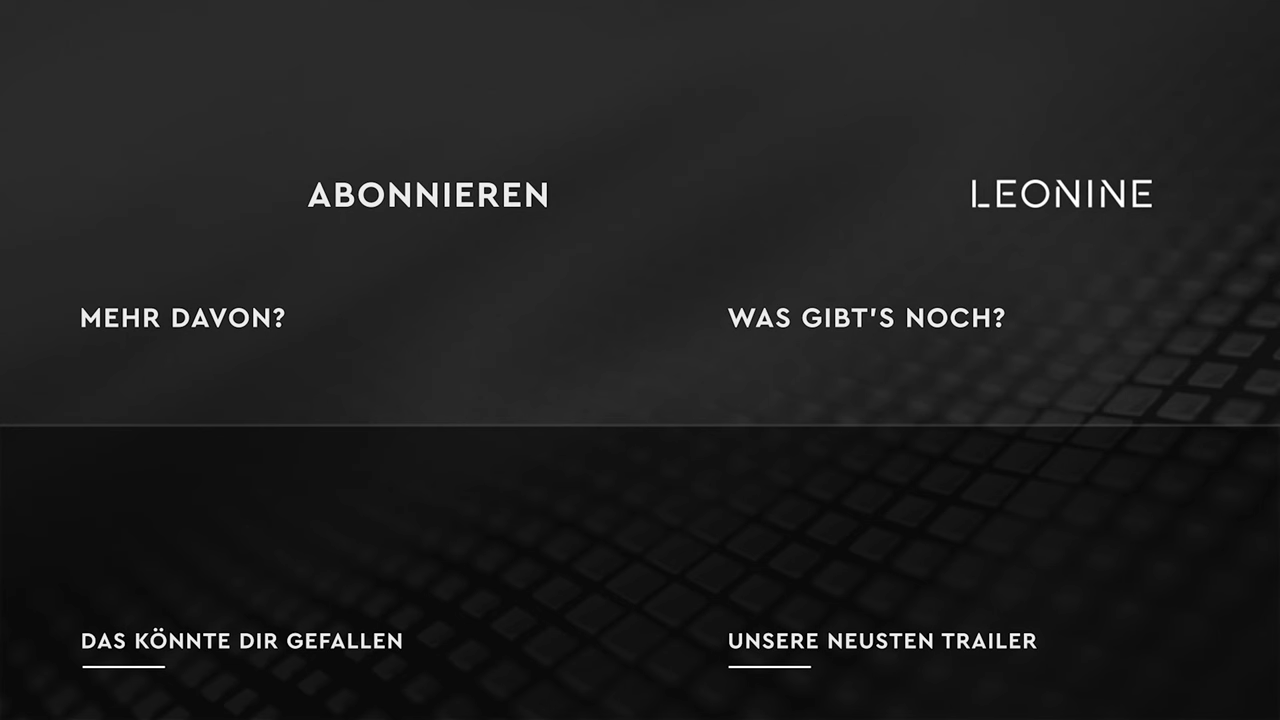 ABONNIEREN
LEONINE
MEHR DAVON?
WAS GIBT'S NOCH?
DAS KÖNNTE DIR GEFALLEN
UNSERE NEUSTEN TRAILER